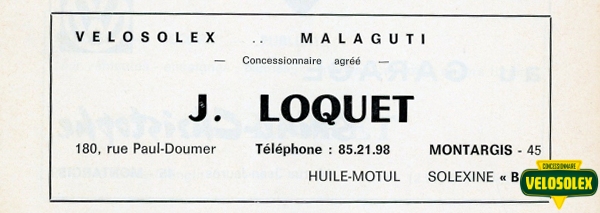 VELOSOLEX .. MALAGUTI
— Concessionnaire agréé —
J. LOQUET
180, rue Paul-Doumer Téléphone : 85.21.98 MONTARGIS - 45
HUILE-MOTUL SOLEXINE « B
CONCESSIONNAIRE
VELOSOLEX